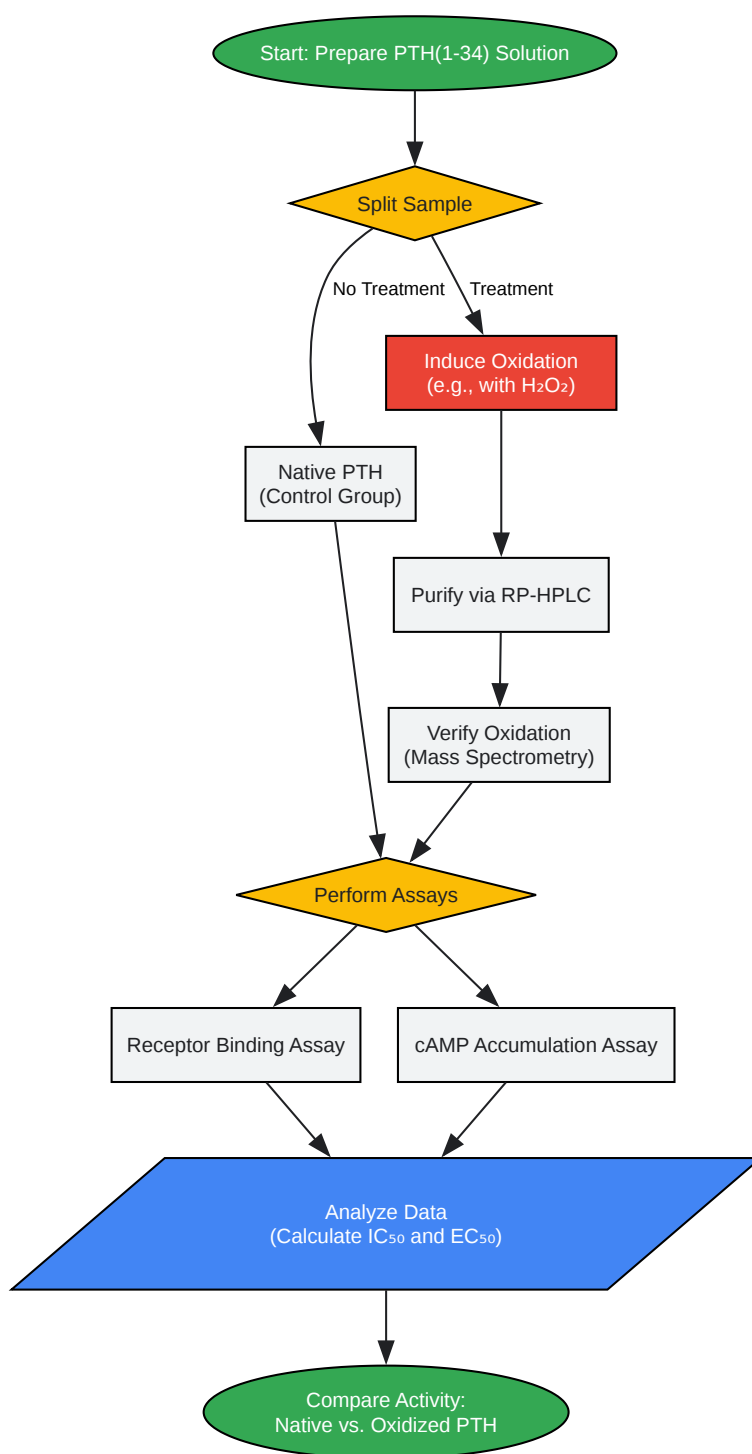 Start: Prepare PTH(1-34) Solution
Split Sample
No Treatment
Treatment
Induce Oxidation
(e.g., with H₂O₂)
Native PTH
(Control Group)
Purify via RP-HPLC
Verify Oxidation
(Mass Spectrometry)
Perform Assays
Receptor Binding Assay
cAMP Accumulation Assay
Analyze Data
(Calculate IC₅₀ and EC₅₀)
Compare Activity:
Native vs. Oxidized PTH